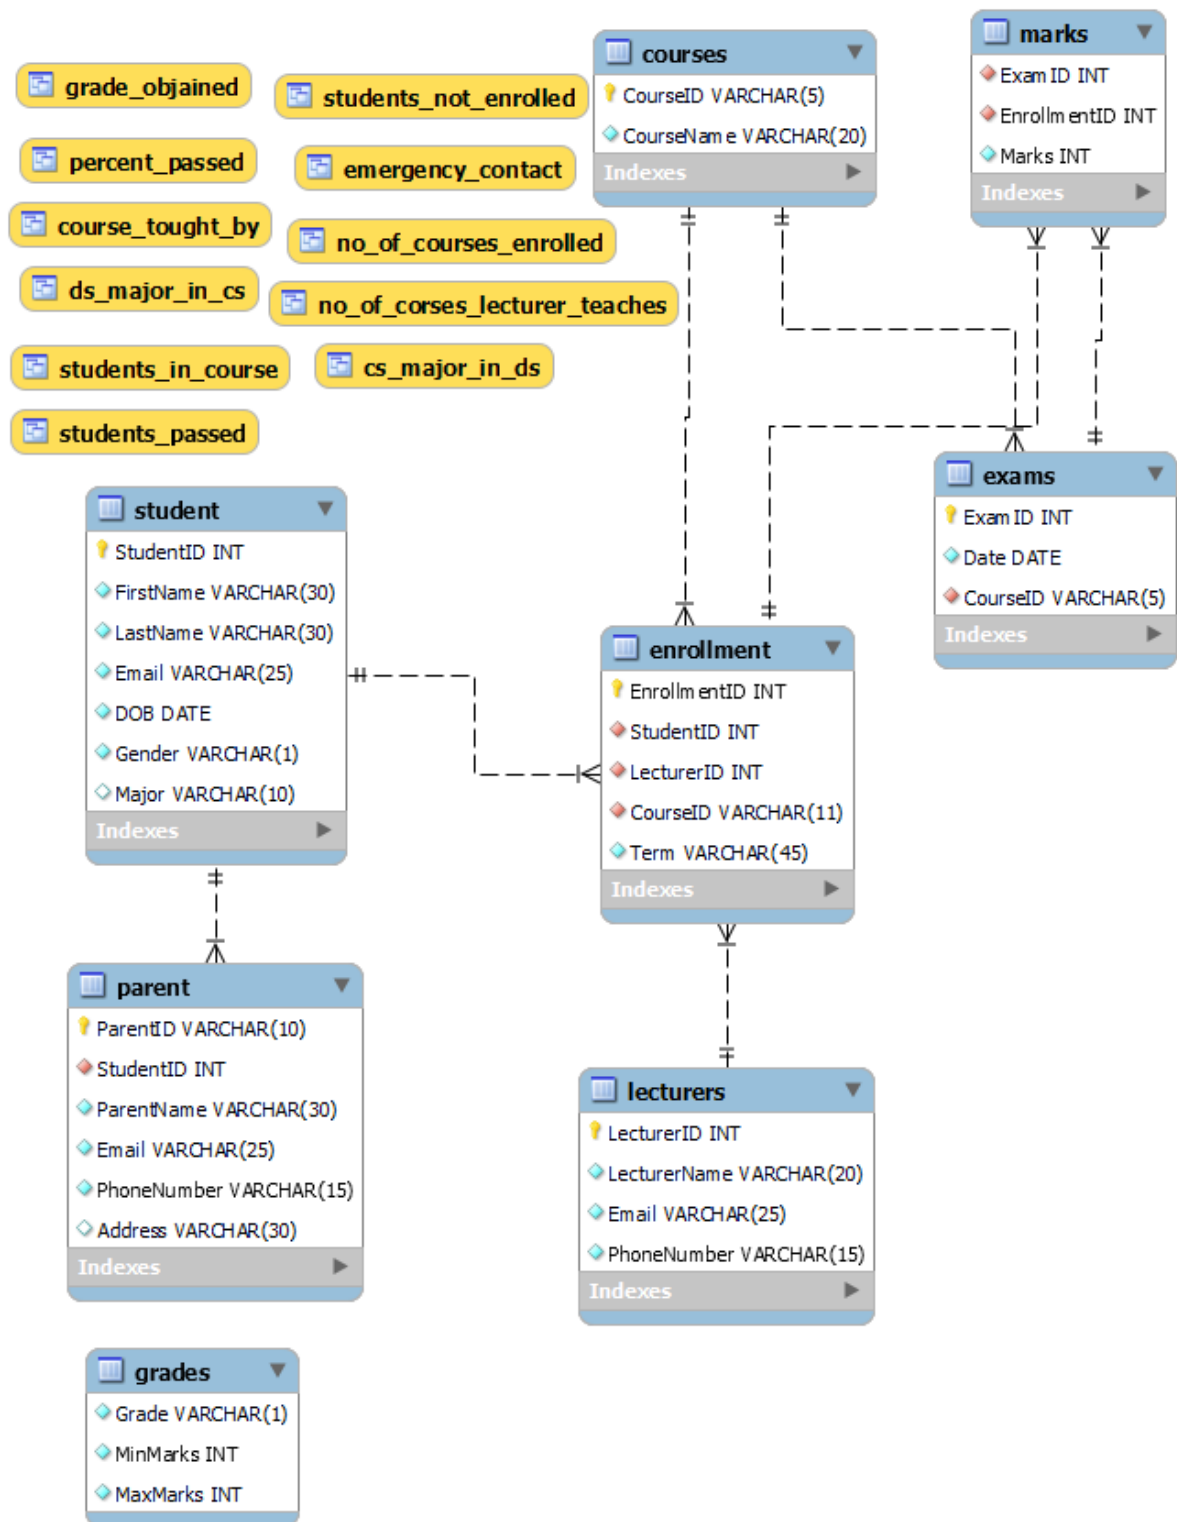 grade_objained
percent_passed
course_tought_by
ds_major_in_cs
students_in_course
students_passed
students_not_enrolled
emergency_contact
no_of_courses_enrolled
no_of_corses_lecturer_teaches
cs_major_in_ds
courses
CourseID VARCHAR(5)
CourseName VARCHAR(20)
Indexes
marks
ExamID INT
EnrollmentID INT
Marks INT
Indexes
exams
ExamID INT
Date DATE
CourseID VARCHAR(5)
Indexes
student
StudentID INT
FirstName VARCHAR(30)
LastName VARCHAR(30)
Email VARCHAR(25)
DOB DATE
Gender VARCHAR(1)
Major VARCHAR(10)
Indexes
enrollment
EnrollmentID INT
StudentID INT
LecturerID INT
CourseID VARCHAR(11)
Term VARCHAR(45)
Indexes
parent
ParentID VARCHAR(10)
StudentID INT
ParentName VARCHAR(30)
Email VARCHAR(25)
PhoneNumber VARCHAR(15)
Address VARCHAR(30)
Indexes
lecturers
LecturerID INT
LecturerName VARCHAR(20)
Email VARCHAR(25)
PhoneNumber VARCHAR(15)
Indexes
grades
Grade VARCHAR(1)
MinMarks INT
MaxMarks INT